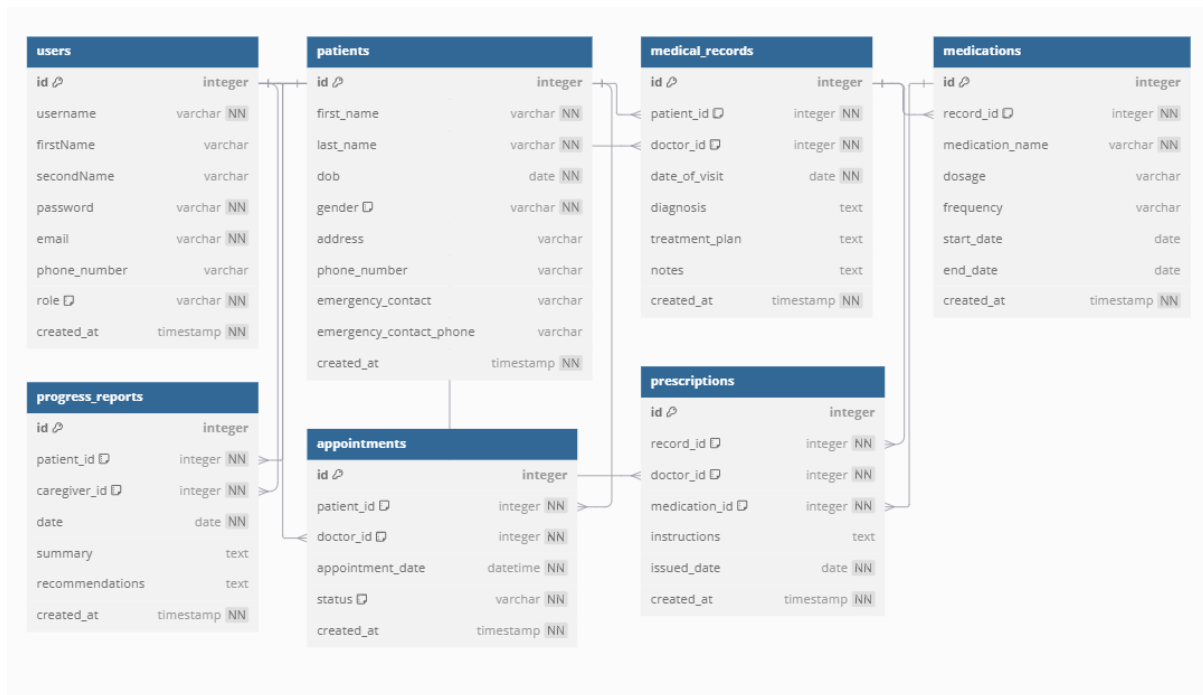 users
id integer
username varchar NN
firstName varchar
secondName varchar
password varchar NN
email varchar NN
phone_number varchar
role varchar NN
created_at timestamp NN
patients
id integer
first_name varchar NN
last_name varchar NN
dob date NN
gender varchar NN
address varchar
phone_number varchar
emergency_contact varchar
emergency_contact_phone varchar
created_at timestamp NN
medical_records
id integer
patient_id integer NN
doctor_id integer NN
date_of_visit date NN
diagnosis text
treatment_plan text
notes text
created_at timestamp NN
medications
id integer
record_id integer NN
medication_name varchar NN
dosage varchar
frequency varchar
start_date date
end_date date
created_at timestamp NN
progress_reports
id integer
patient_id integer NN
caregiver_id integer NN
date date NN
summary text
recommendations text
created_at timestamp NN
appointments
id integer
patient_id integer NN
doctor_id integer NN
appointment_date datetime NN
status varchar NN
created_at timestamp NN
prescriptions
id integer
record_id integer NN
doctor_id integer NN
medication_id integer NN
instructions text
issued_date date NN
created_at timestamp NN